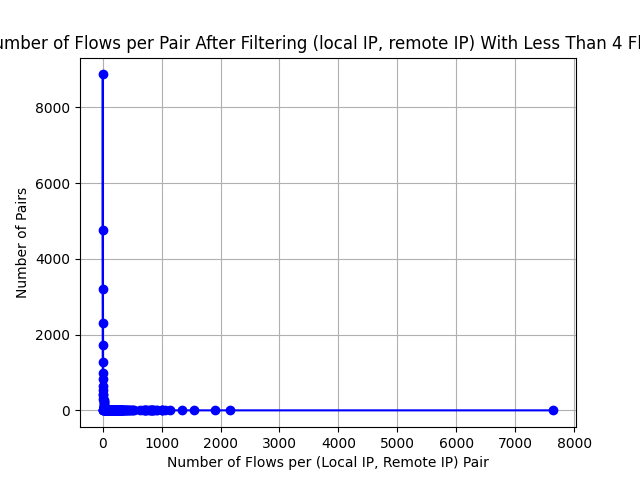 umber of Flows per Pair After Filtering (local IP, remote IP) With Less Than 4 Fl
8000
6000
4000
2000
0
Number of Pairs
0 1000 2000 3000 4000 5000 6000 7000 8000
Number of Flows per (Local IP, Remote IP) Pair